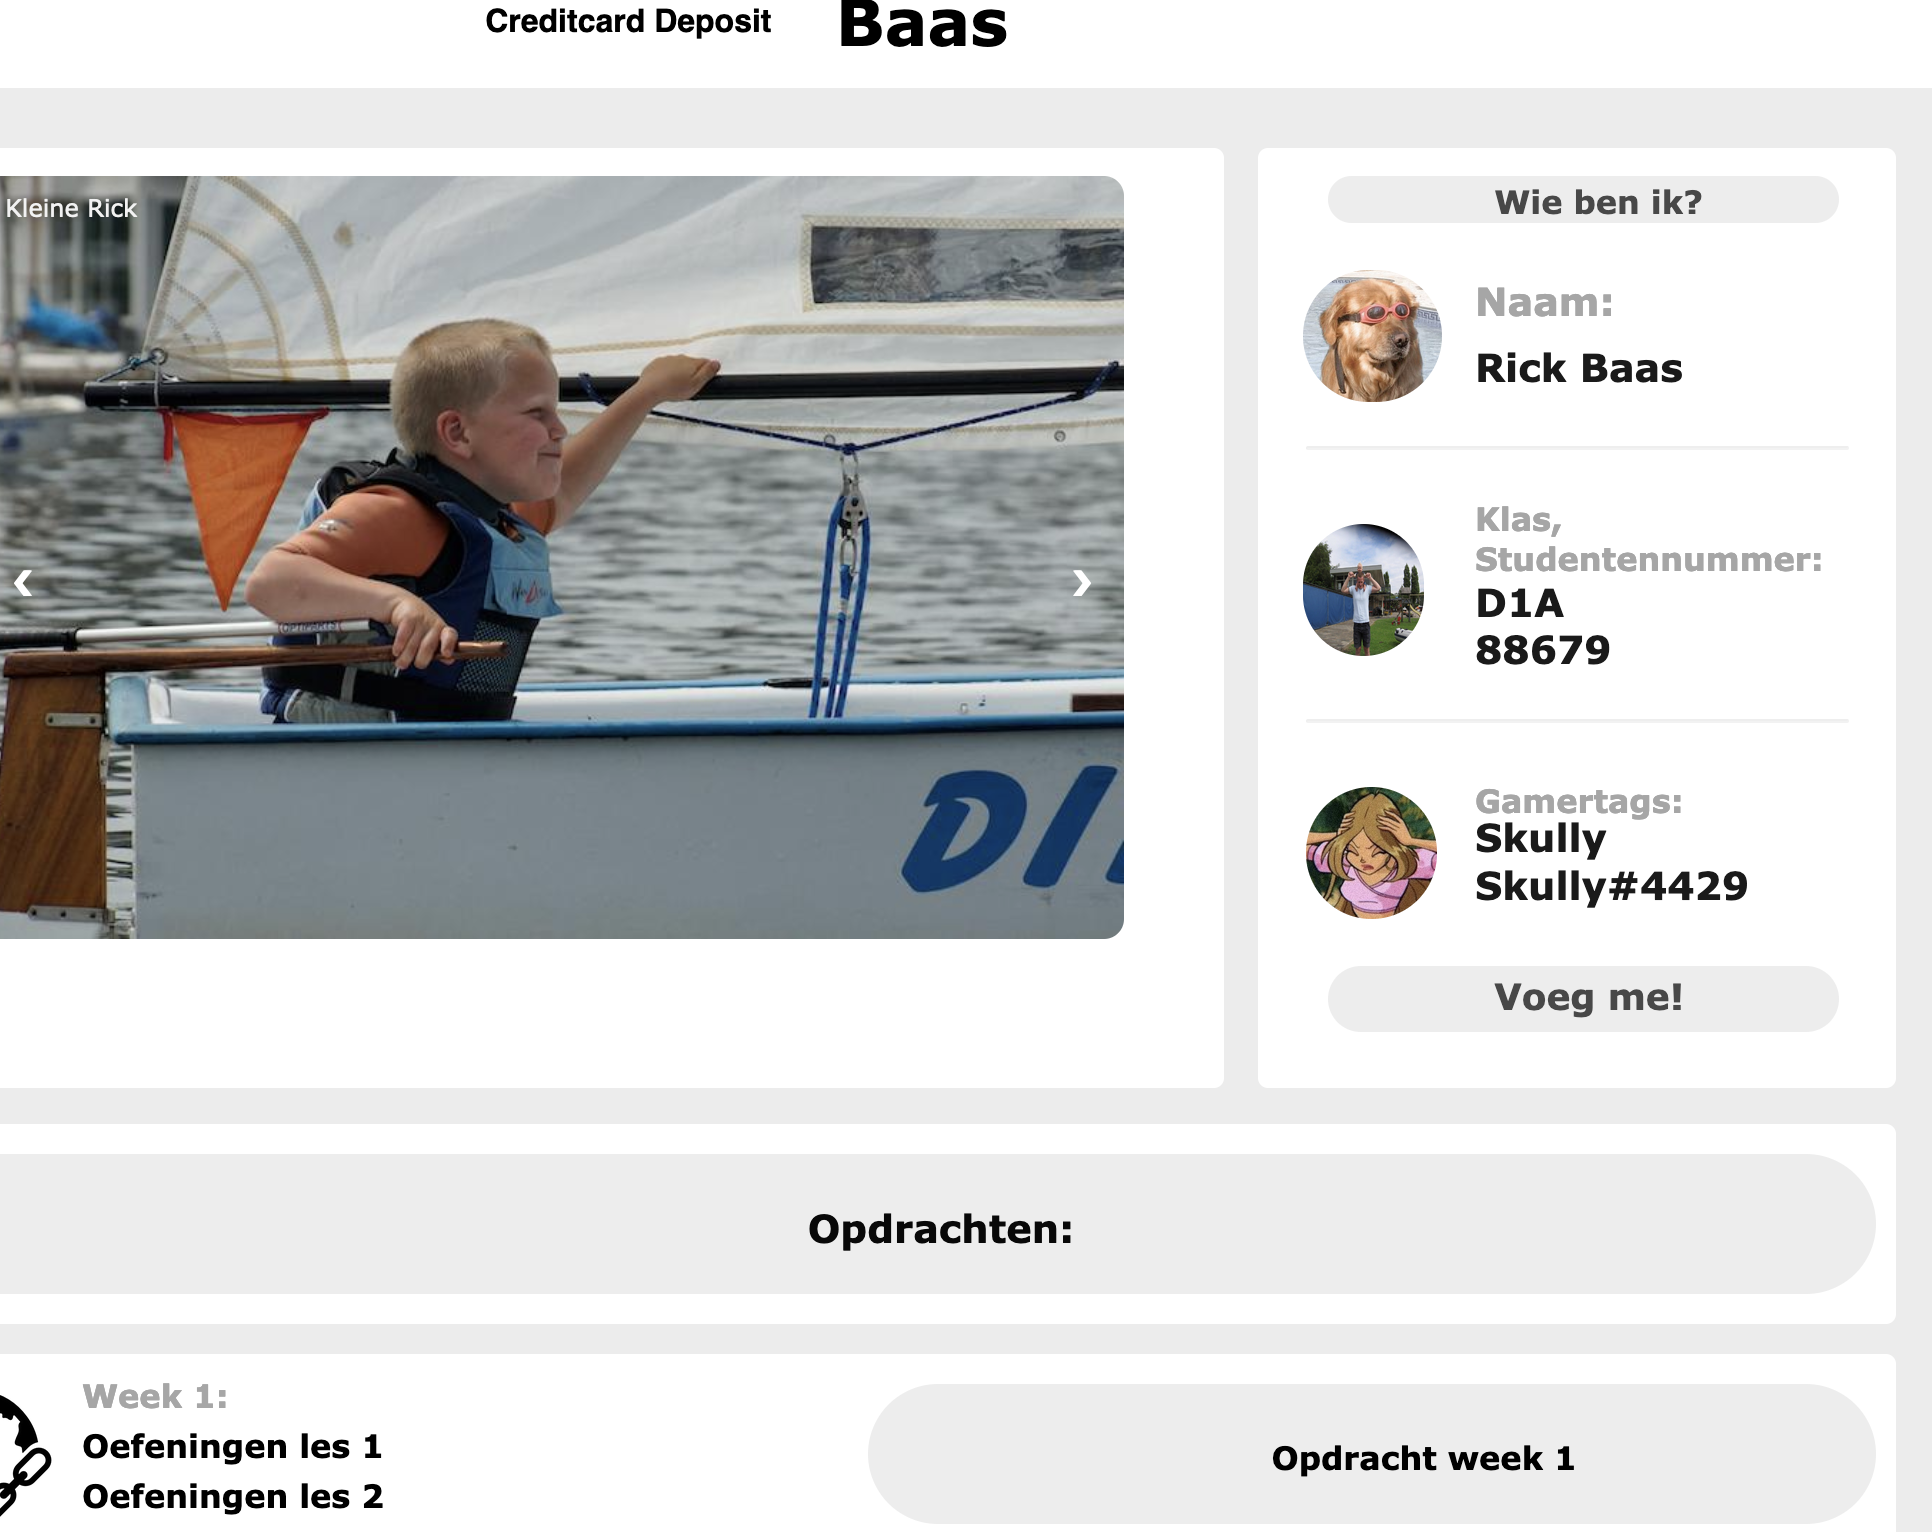 Creditcard Deposit
Baas
Kleine Rick
Wie ben ik?
Naam:
Rick Baas
Klas,
Studentennummer:
D1A
88679
Gamertags:
Skully
Skully#4429
Voeg me!
Opdrachten:
Week 1:
Oefeningen les 1
Oefeningen les 2
Opdracht week 1